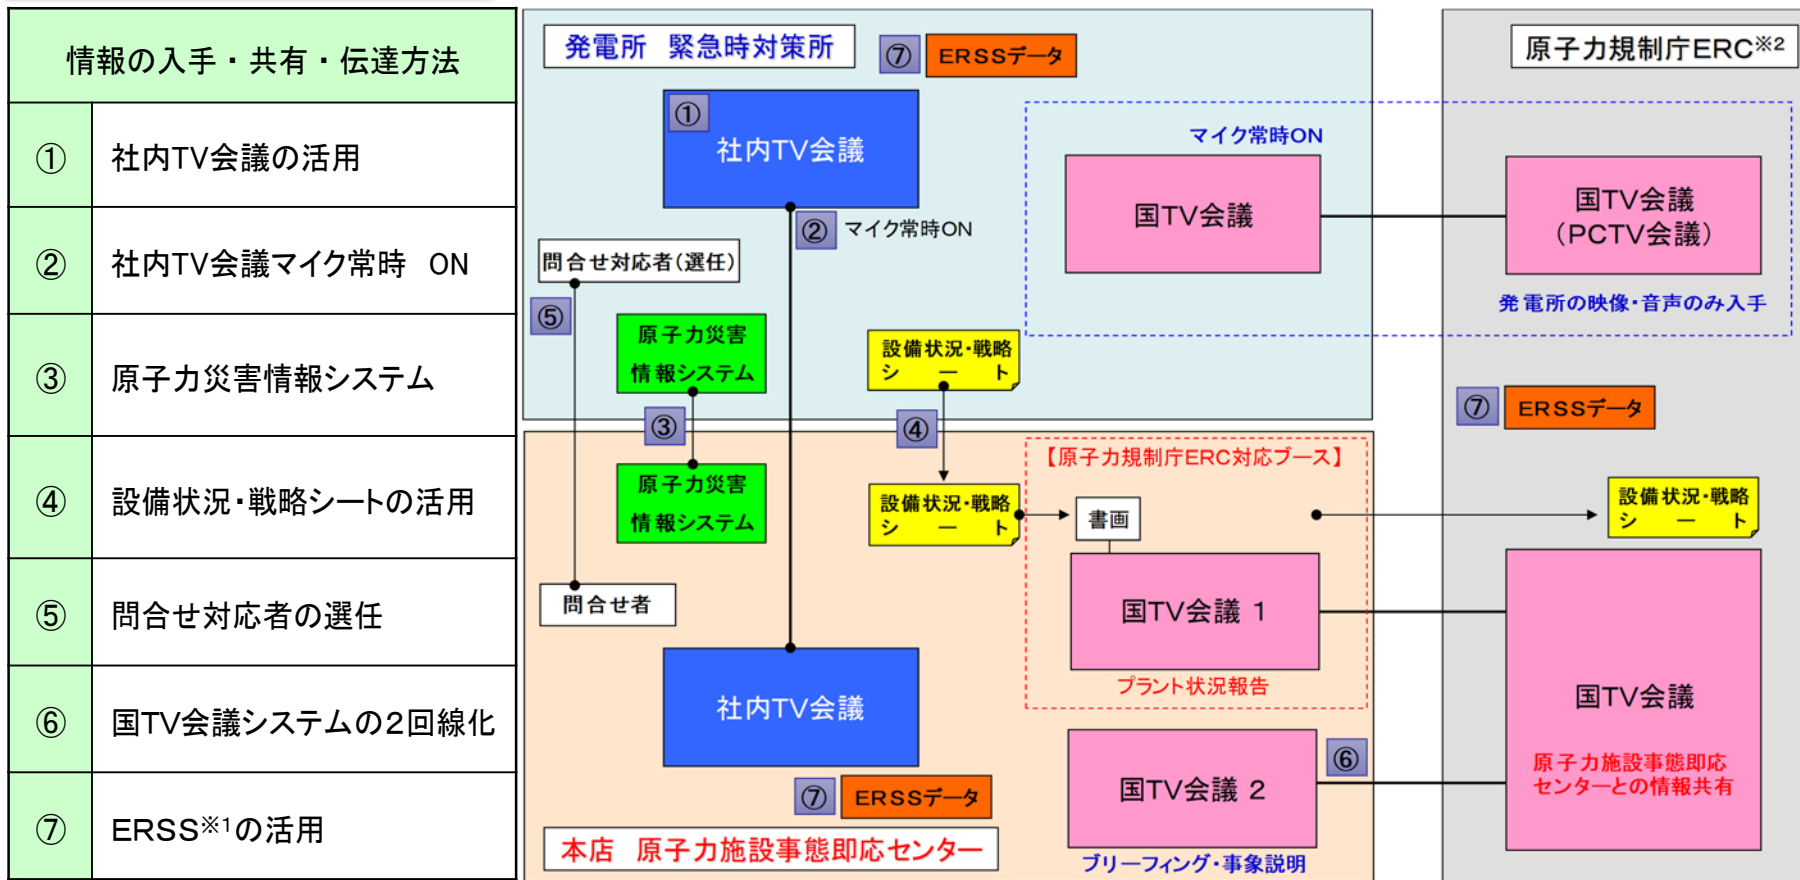 情報の入手・共有・伝達方法
① 社内TV会議の活用
② 社内TV会議マイク常時 ON
③ 原子力災害情報システム
④ 設備状況・戦略シートの活用
⑤ 問合せ対応者の選任
⑥ 国TV会議システムの2回線化
⑦ ERSS※1の活用
発電所 緊急時対策所
⑦ ERSSデータ
①
社内TV会議
② マイク常時ON
問合せ対応者(選任)
⑤
原子力災害
情報システム
③
設備状況・戦略
シート
④
マイク常時ON
国TV会議
原子力規制庁ERC※2
国TV会議
(PCTV会議)
発電所の映像・音声のみ入手
⑦ ERSSデータ
原子力災害
情報システム
設備状況・戦略
シート
【原子力規制庁ERC対応ブース】
書画
国TV会議 1
プラント状況報告
設備状況・戦略
シート
問合せ者
社内TV会議
⑦ ERSSデータ
本店 原子力施設事態即応センター
国TV会議 2
⑥
ブリーフィング・事象説明
国TV会議
原子力施設事態即応
センターとの情報共有